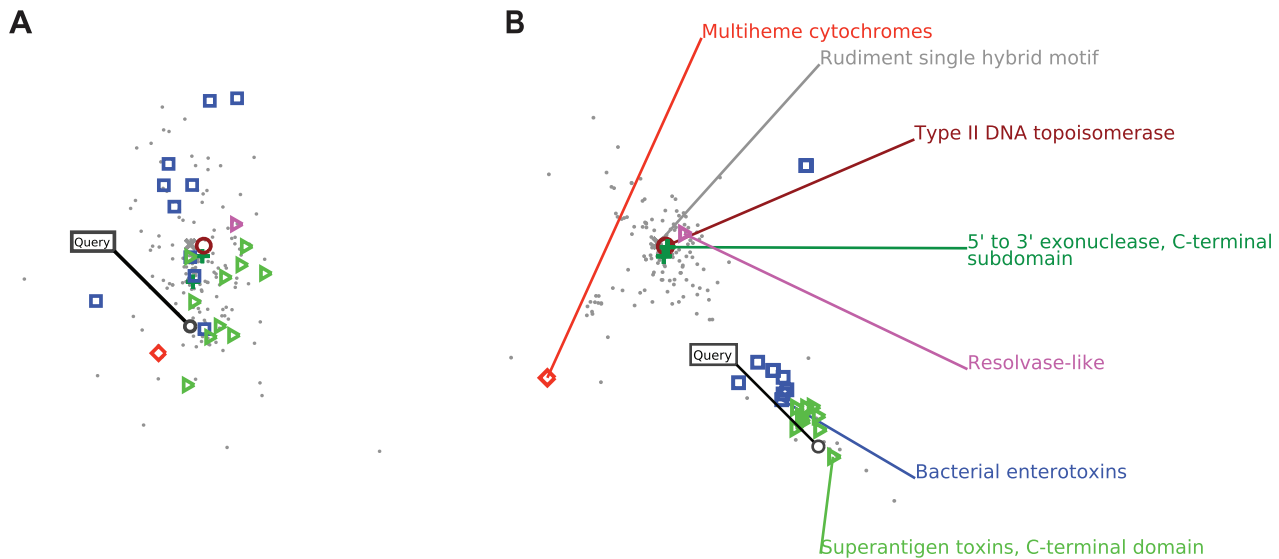 A
B
Multiheme cytochromes
Rudiment single hybrid motif
Type II DNA topoisomerase
Query
5' to 3' exonuclease, C-terminal
subdomain
Query
Resolvase-like
Bacterial enterotoxins
Superantigen toxins, C-terminal domain